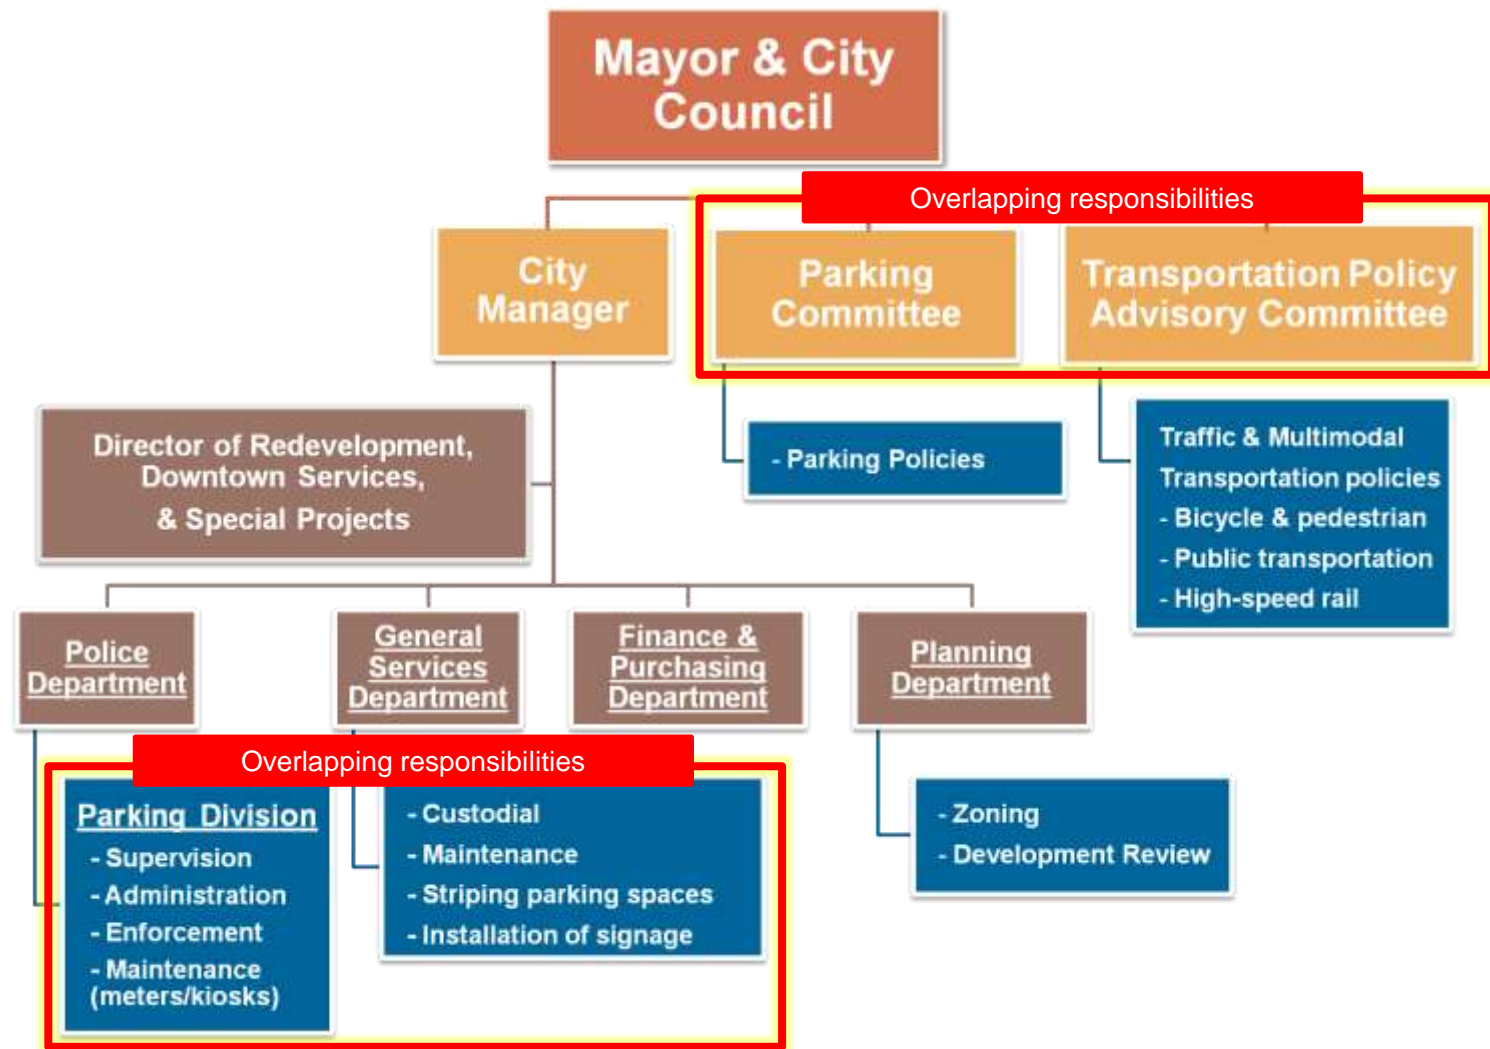 Mayor & City
Council
Overlapping responsibilities
City
Manager
Parking
Committee
Transportation Policy
Advisory Committee
Director of Redevelopment,
Downtown Services,
& Special Projects
- Parking Policies
Traffic & Multimodal
Transportation policies
- Bicycle & pedestrian
- Public transportation
- High-speed rail
Police
Department
General
Services
Department
Finance &
Purchasing
Department
Planning
Department
Overlapping responsibilities
Parking Division
- Supervision
- Administration
- Enforcement
- Maintenance
(meters/kiosks)
- Custodial
- Maintenance
- Striping parking spaces
- Installation of signage
- Zoning
- Development Review